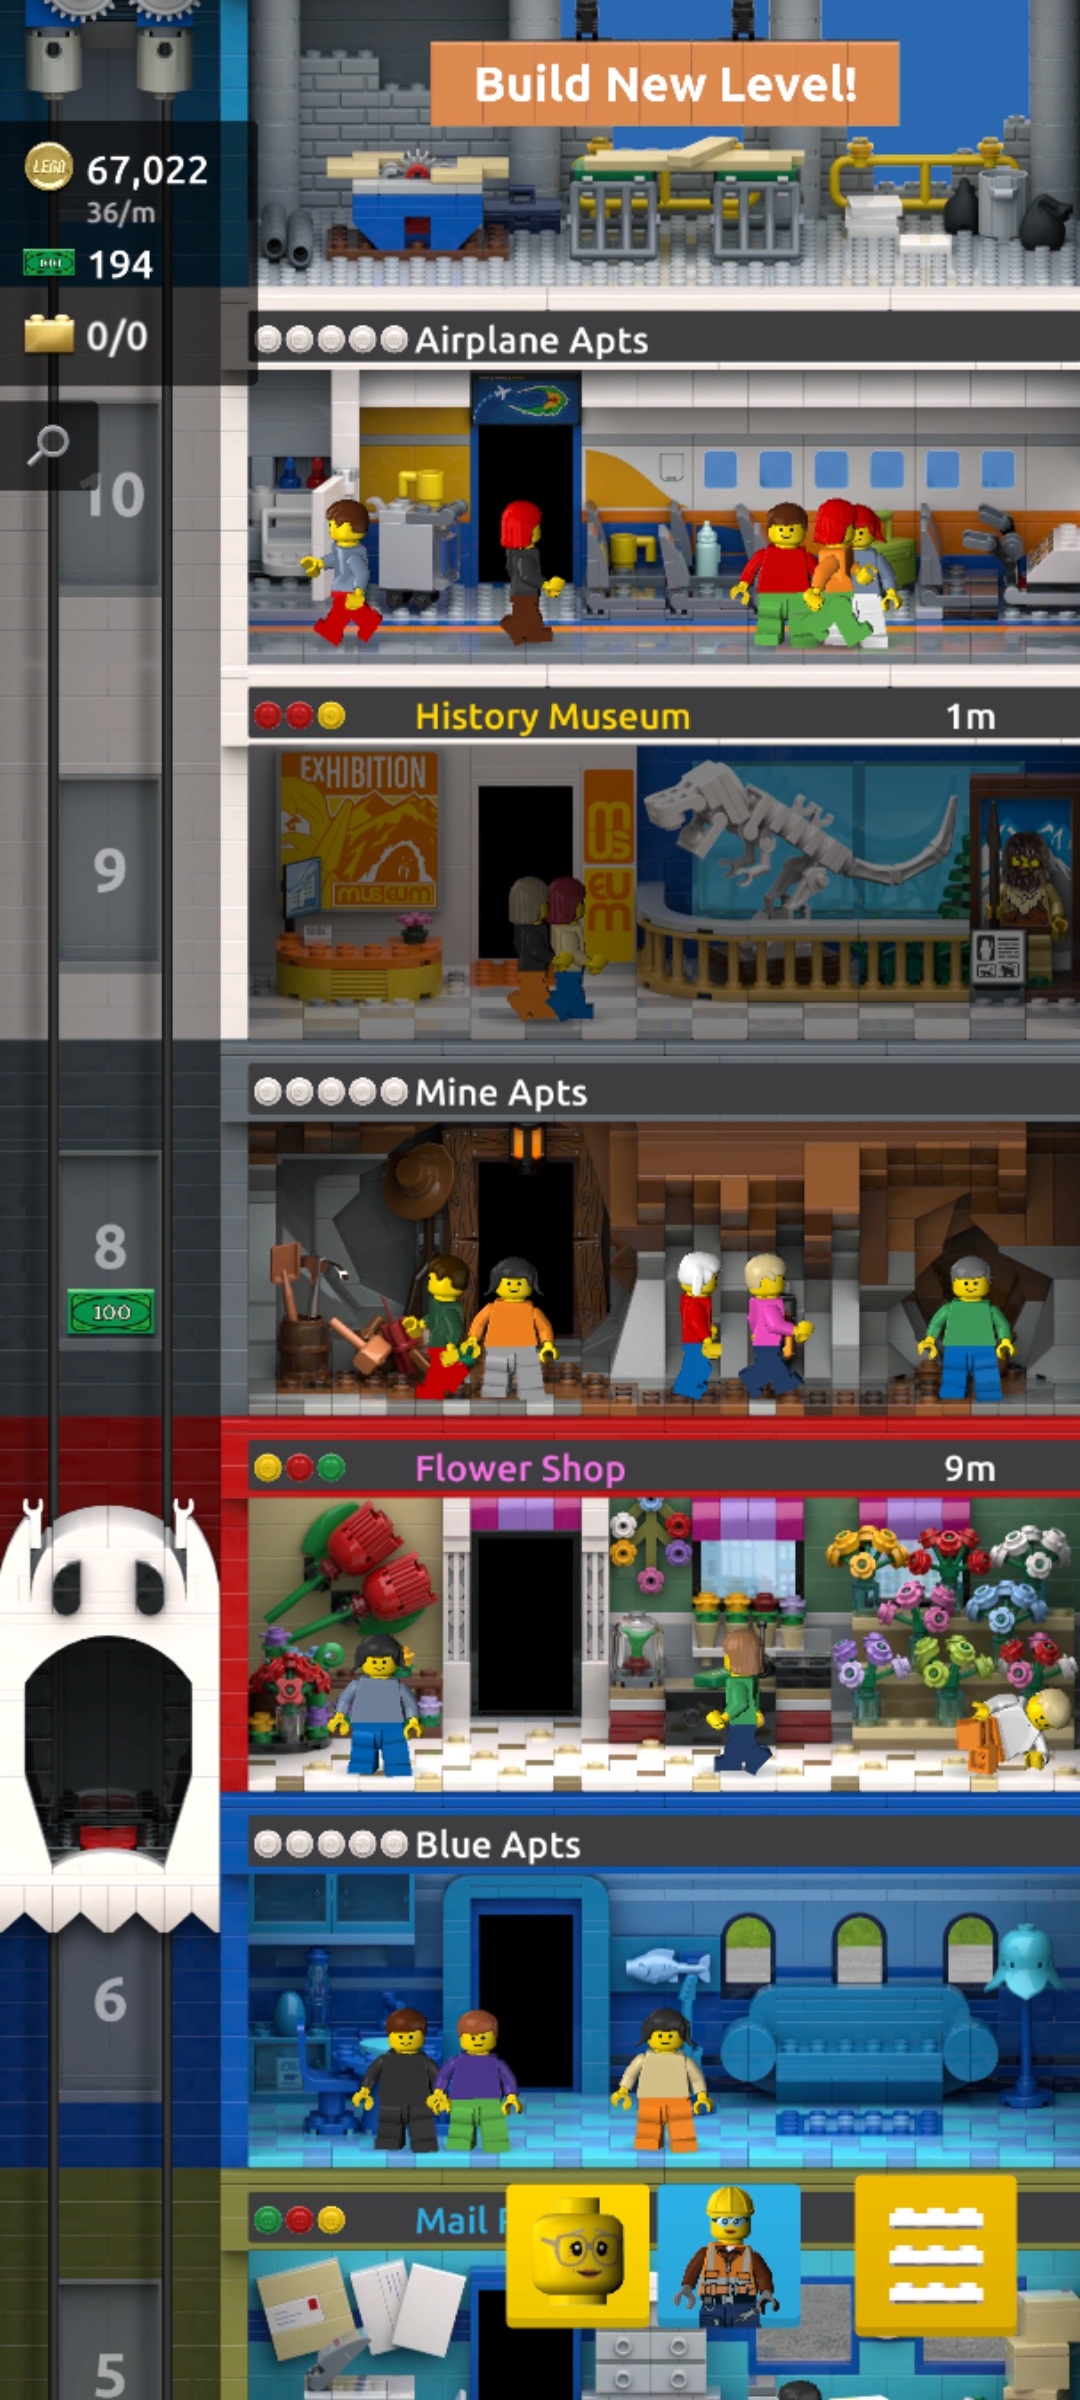 Build New Level!
LEGO
67,022
36/m
194
0/0
Airplane Apts
10
History Museum 1m
EXHIBITION
museum
MUSEUM
9
Mine Apts
8
100
Flower Shop 9m
Blue Apts
6
Mail
5